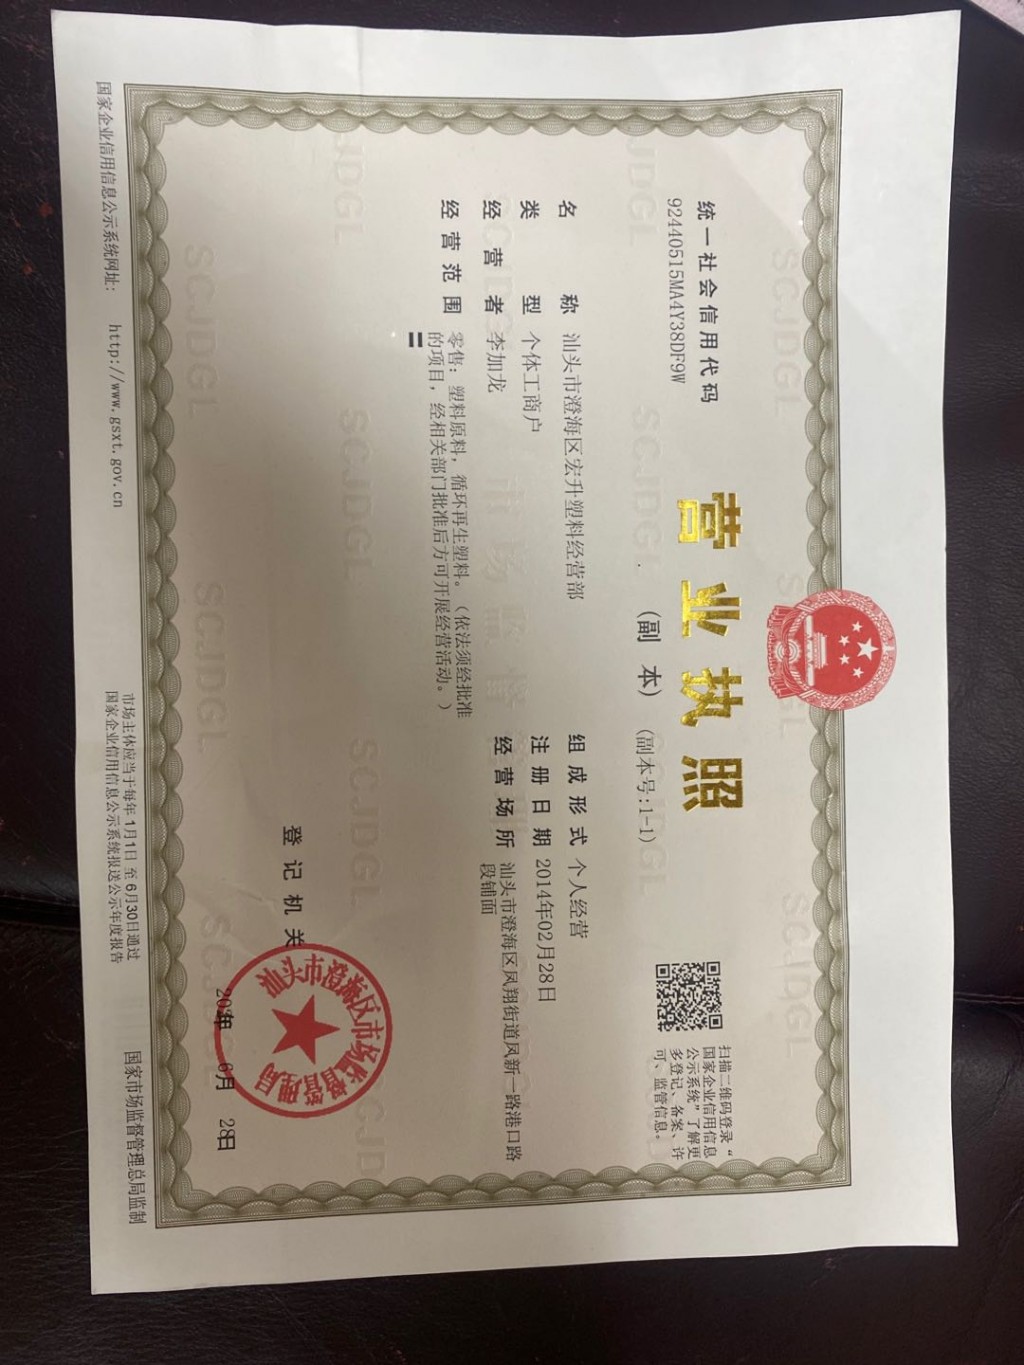 统一社会信用代码
92440515MA4Y38DF9W
营业执照
(副 本)
(副本号:1-1)
扫描二维码登录“
国家企业信用信息
公示系统”了解更
多登记、备案、许
可、监管信息。
名 称 汕头市澄海区宏升塑料经营部
类 型 个体工商户
经营者 李加龙
经营范围 零售：塑料原料，循环再生塑料。（依法须经批准
的项目，经相关部门批准后方可开展经营活动。）
组成形式 个人经营
注册日期 2014年02月28日
经营场所 汕头市澄海区凤翔街道凤新一路港口路
段铺面
登记机关
汕头市澄海区市场监督管理局
年 6月 28日
国家企业信用信息公示系统网址： http://www.gsxt.gov.cn
市场主体应当于每年1月1日 至6月30日通过
国家企业信用信息公示系统报送公示年度报告
国家市场监督管理总局监制